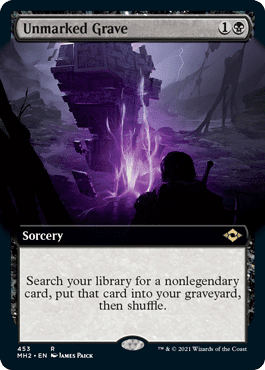 Unmarked Grave 1
Sorcery
Search your library for a nonlegendary
card, put that card into your graveyard,
then shuffle.
453 R
MH2 • EN JAMES PAICK
™ & © 2021 Wizards of the Coast